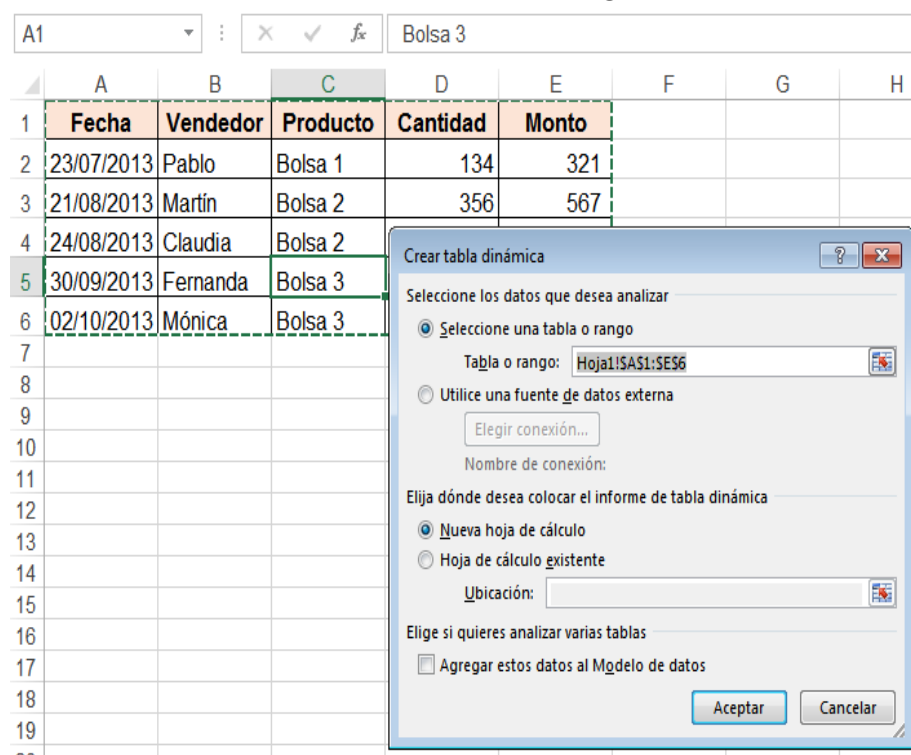 A1 fx Bolsa 3
A B C D E F G H
1 Fecha Vendedor Producto Cantidad Monto
2 23/07/2013 Pablo Bolsa 1 134 321
3 21/08/2013 Martín Bolsa 2 356 567
4 24/08/2013 Claudia Bolsa 2
5 30/09/2013 Fernanda Bolsa 3
6 02/10/2013 Mónica Bolsa 3
7
8
9
10
11
12
13
14
15
16
17
18
19
Crear tabla dinámica ?
Seleccione los datos que desea analizar
Seleccione una tabla o rango
Tabla o rango: Hoja1!$A$1:$E$6
Utilice una fuente de datos externa
Elegir conexión...
Nombre de conexión:
Elija dónde desea colocar el informe de tabla dinámica
Nueva hoja de cálculo
Hoja de cálculo existente
Ubicación:
Elige si quieres analizar varias tablas
Agregar estos datos al Modelo de datos
Aceptar Cancelar